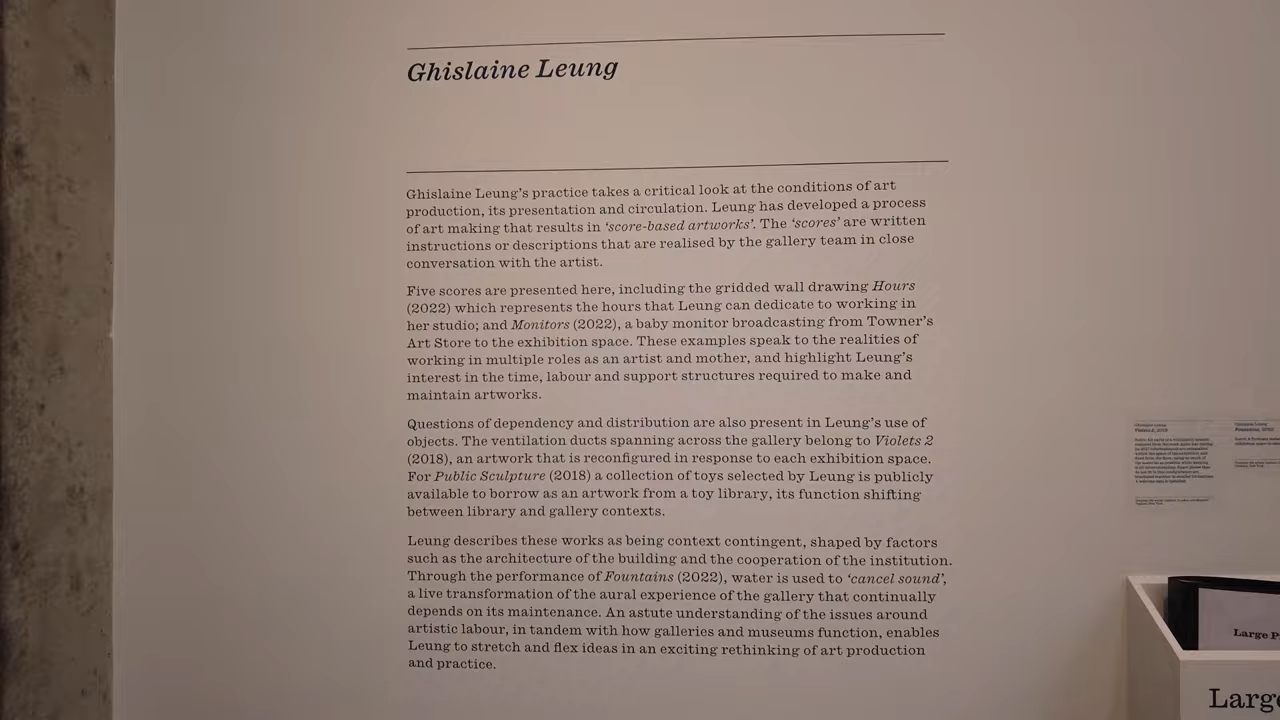 Ghislaine Leung
Ghislaine Leung's practice takes a critical look at the conditions of art
production, its presentation and circulation. Leung has developed a process
of art making that results in ‘score-based artworks’. The ‘scores’ are written
instructions or descriptions that are realised by the gallery team in close
conversation with the artist.
Five scores are presented here, including the gridded wall drawing Hours
(2022) which represents the hours that Leung can dedicate to working in
her studio; and Monitors (2022), a baby monitor broadcasting from Towner's
Art Store to the exhibition space. These examples speak to the realities of
working in multiple roles as an artist and mother, and highlight Leung's
interest in the time, labour and support structures required to make and
maintain artworks.
Questions of dependency and distribution are also present in Leung's use of
objects. The ventilation ducts spanning across the gallery belong to Violets 2
(2018), an artwork that is reconfigured in response to each exhibition space.
For Public Sculpture (2018) a collection of toys selected by Leung is publicly
available to borrow as an artwork from a toy library, its function shifting
between library and gallery contexts.
Leung describes these works as being context contingent, shaped by factors
such as the architecture of the building and the cooperation of the institution.
Through the performance of Fountains (2022), water is used to ‘cancel sound’,
a live transformation of the aural experience of the gallery that continually
depends on its maintenance. An astute understanding of the issues around
artistic labour, in tandem with how galleries and museums function, enables
Leung to stretch and flex ideas in an exciting rethinking of art production
and practice.
Large P
Large